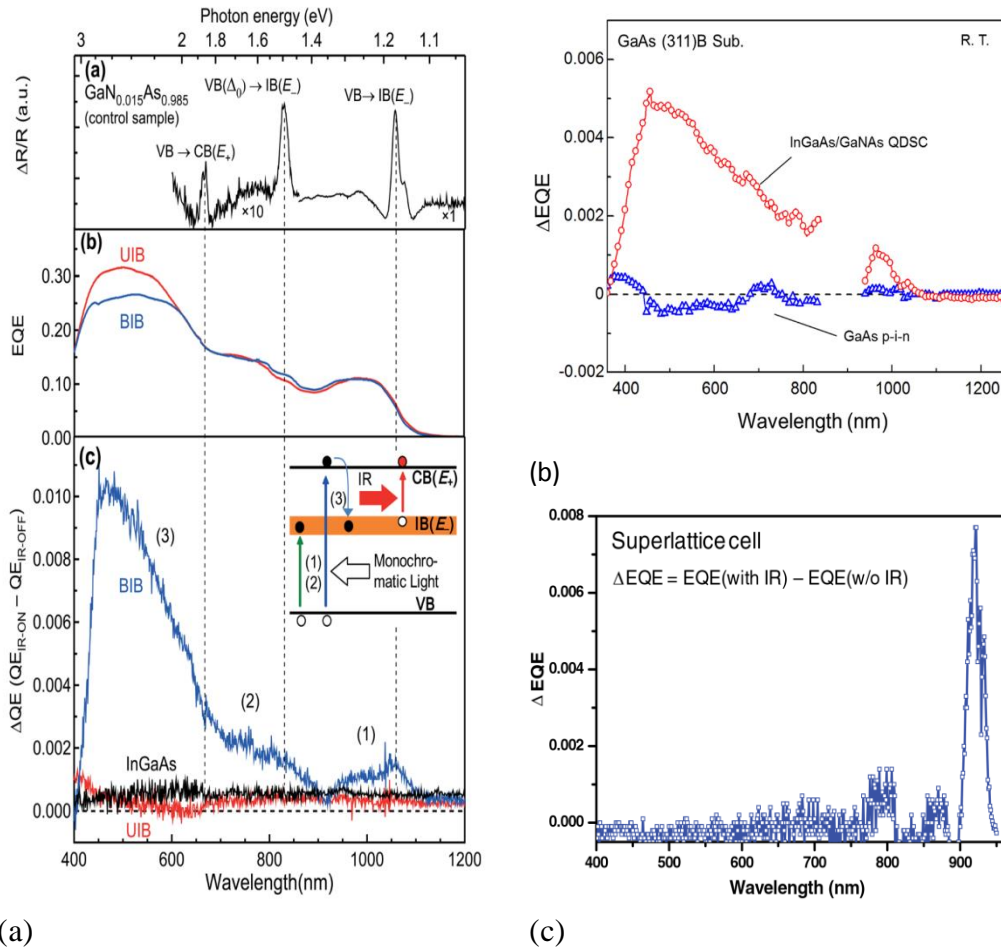 Photon energy (eV)
3 2 1.8 1.6 1.4 1.2 1.1
(a)
GaN0.015As0.985
(control sample)
VB(Δ0) → IB(E_)
VB→ IB(E_)
VB → CB(E+)
×10
×1
ΔR/R (a.u.)
(b)
UIB
BIB
0.30
0.20
0.10
0.00
EQE
(c)
0.010
0.008
0.006
0.004
0.002
0.000
ΔQE (QEIR-ON − QEIR-OFF)
(3)
BIB
(2)
(1)
InGaAs
UIB
IR
CB(E+)
(3)
IB(E_)
(1)
(2)
Monochro-
matic Light
VB
400 600 800 1000 1200
Wavelength(nm)
(a)
GaAs (311)B Sub.
R. T.
0.006
0.004
0.002
0
-0.002
ΔEQE
InGaAs/GaNAs QDSC
GaAs p-i-n
400 600 800 1000 1200
Wavelength (nm)
(b)
Superlattice cell
ΔEQE = EQE(with IR) − EQE(w/o IR)
0.008
0.006
0.004
0.002
0.000
Δ EQE
400 500 600 700 800 900
Wavelength (nm)
(c)